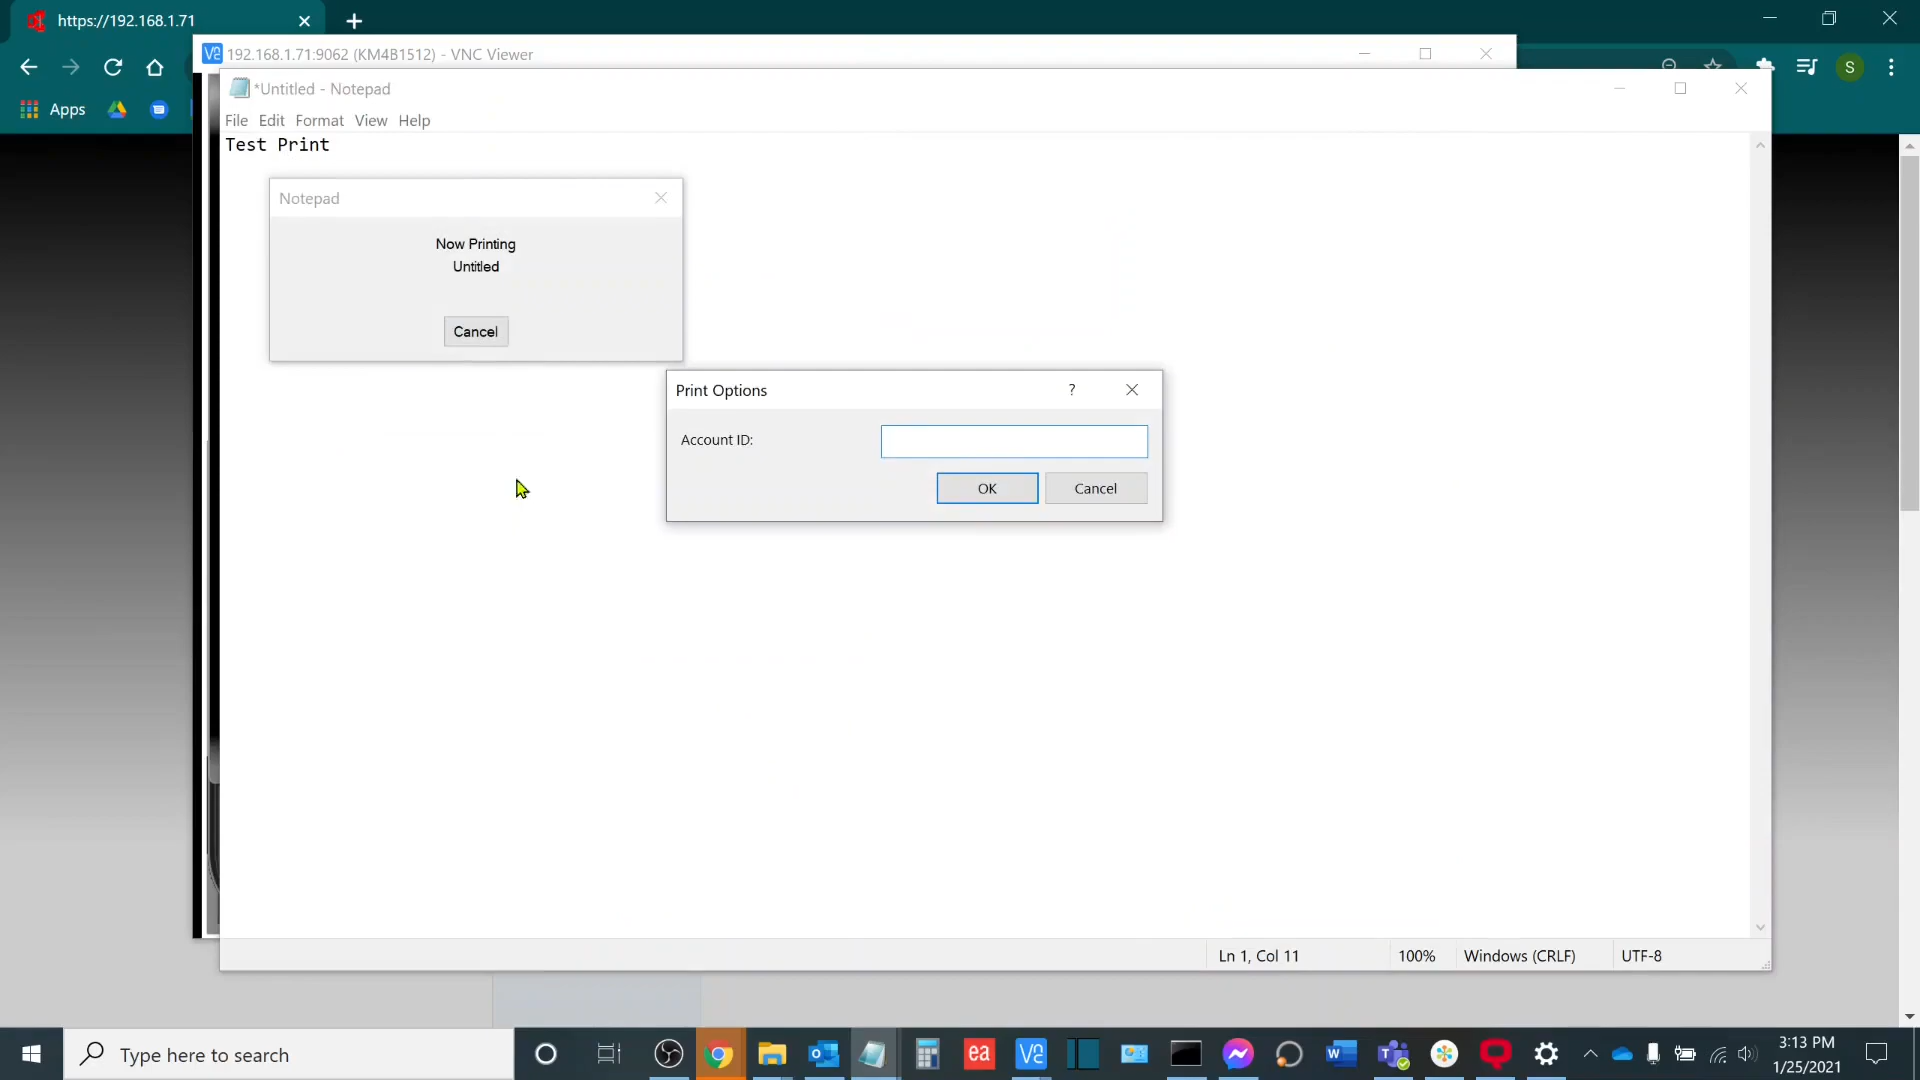 https://192.168.1.71
192.168.1.71:9062 (KM4B1512) - VNC Viewer
S
Apps
*Untitled - Notepad
File Edit Format View Help
Test Print
Notepad
Now Printing
Untitled
Cancel
Print Options
?
Account ID:
OK
Cancel
Ln 1, Col 11
100%
Windows (CRLF)
UTF-8
Type here to search
ea
3:13 PM
1/25/2021